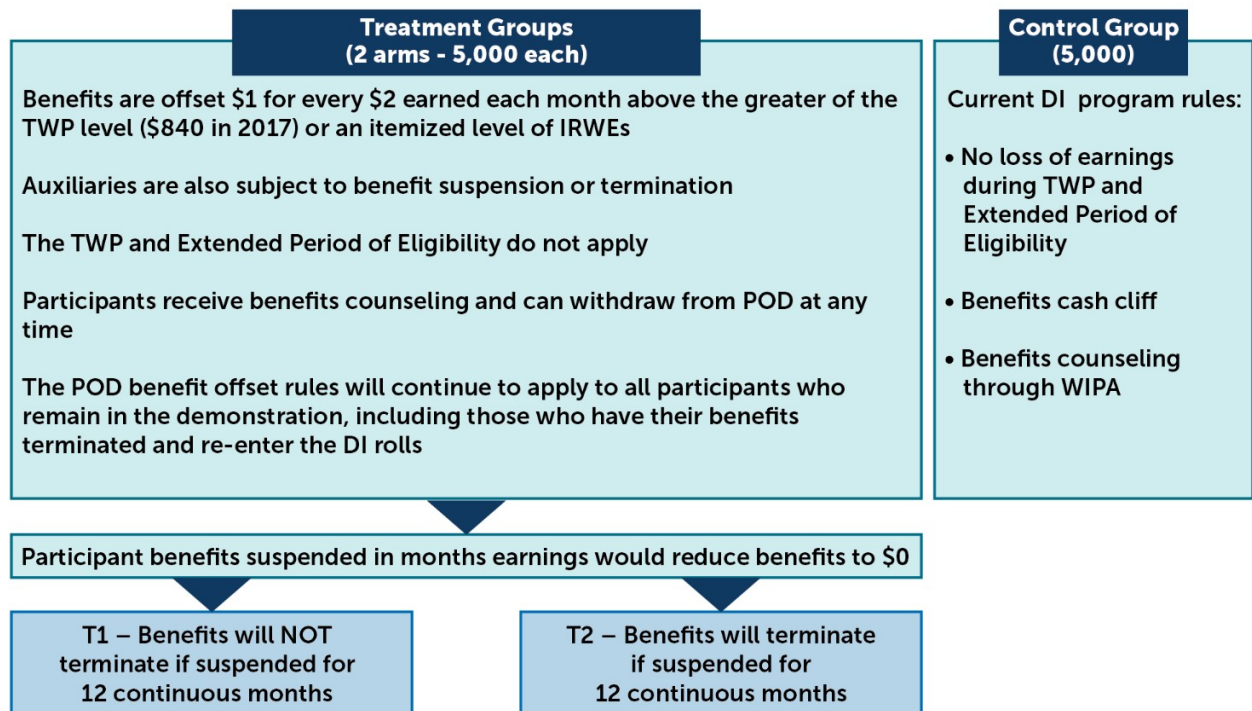 Treatment Groups
(2 arms - 5,000 each)
Benefits are offset $1 for every $2 earned each month above the greater of the
TWP level ($840 in 2017) or an itemized level of IRWEs
Auxiliaries are also subject to benefit suspension or termination
The TWP and Extended Period of Eligibility do not apply
Participants receive benefits counseling and can withdraw from POD at any
time
The POD benefit offset rules will continue to apply to all participants who
remain in the demonstration, including those who have their benefits
terminated and re-enter the DI rolls
Control Group
(5,000)
Current DI program rules:
• No loss of earnings
during TWP and
Extended Period of
Eligibility
• Benefits cash cliff
• Benefits counseling
through WIPA
Participant benefits suspended in months earnings would reduce benefits to $0
T1 – Benefits will NOT
terminate if suspended for
12 continuous months
T2 – Benefits will terminate
if suspended for
12 continuous months